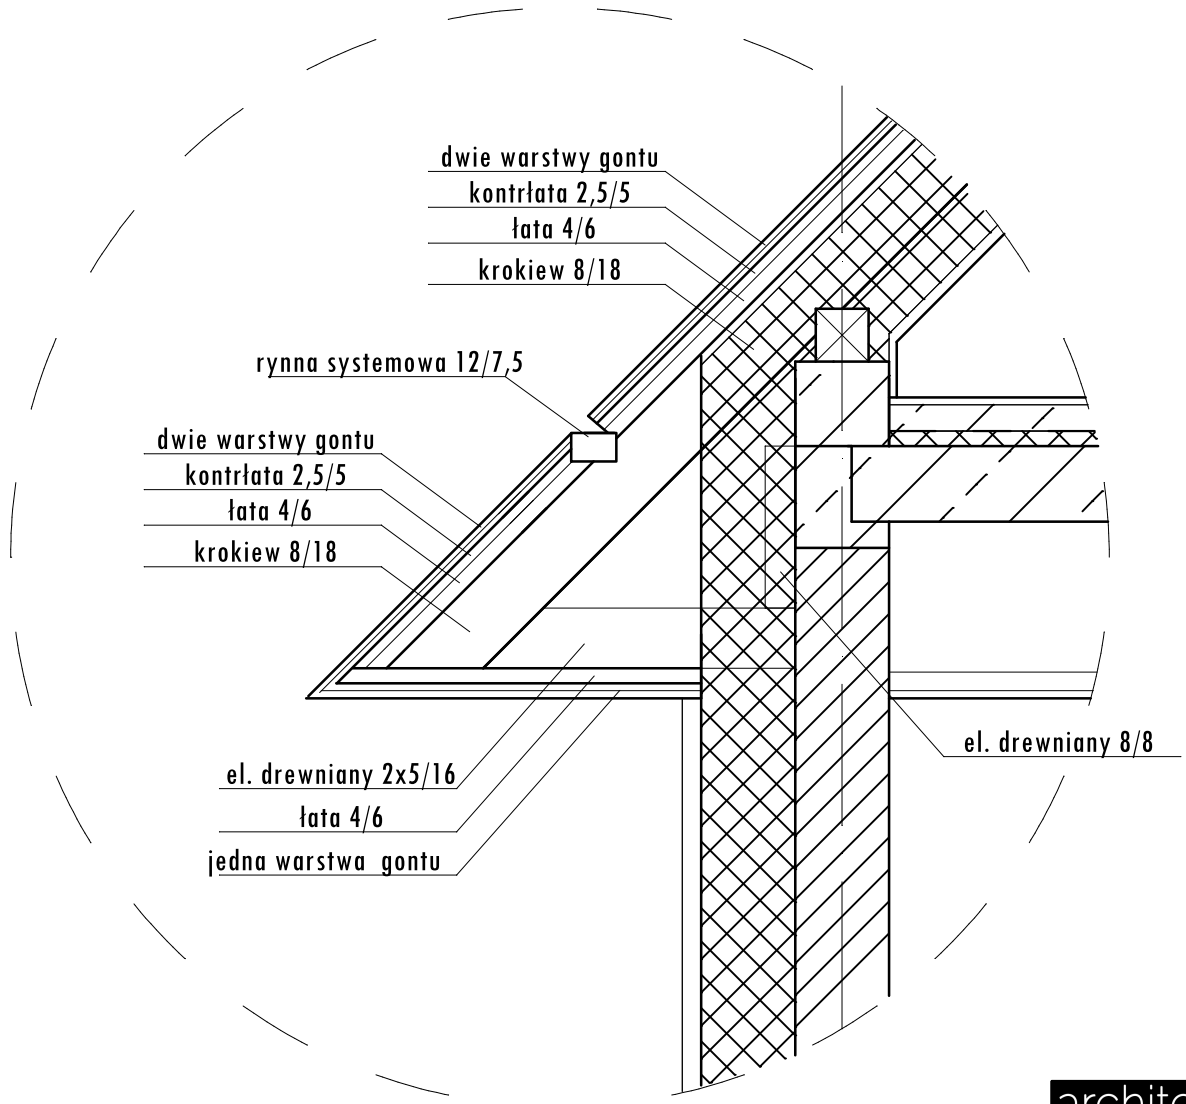 dwie warstwy gontu
kontrłata 2,5/5
łata 4/6
krokiew 8/18
rynna systemowa 12/7,5
dwie warstwy gontu
kontrłata 2,5/5
łata 4/6
krokiew 8/18
el. drewniany 8/8
el. drewniany 2x5/16
łata 4/6
jedna warstwa gontu